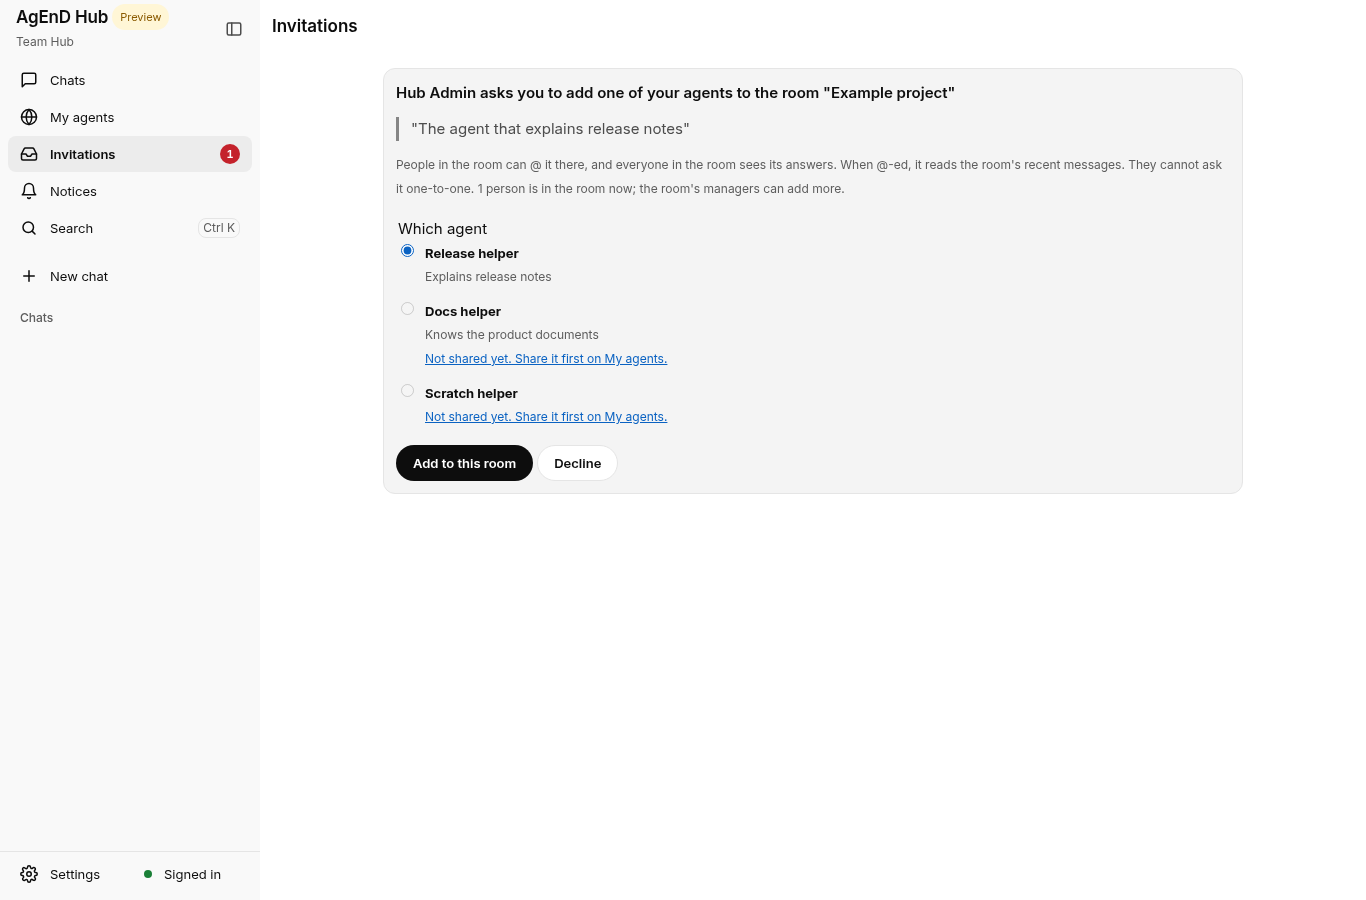 AgEnD Hub Preview
Team Hub
Chats
My agents
Invitations 1
Notices
Search Ctrl K
New chat
Chats
Settings
Signed in
Invitations
Hub Admin asks you to add one of your agents to the room "Example project"
"The agent that explains release notes"
People in the room can @ it there, and everyone in the room sees its answers. When @-ed, it reads the room's recent messages. They cannot ask
it one-to-one. 1 person is in the room now; the room's managers can add more.
Which agent
Release helper
Explains release notes
Docs helper
Knows the product documents
Not shared yet. Share it first on My agents.
Scratch helper
Not shared yet. Share it first on My agents.
Add to this room
Decline